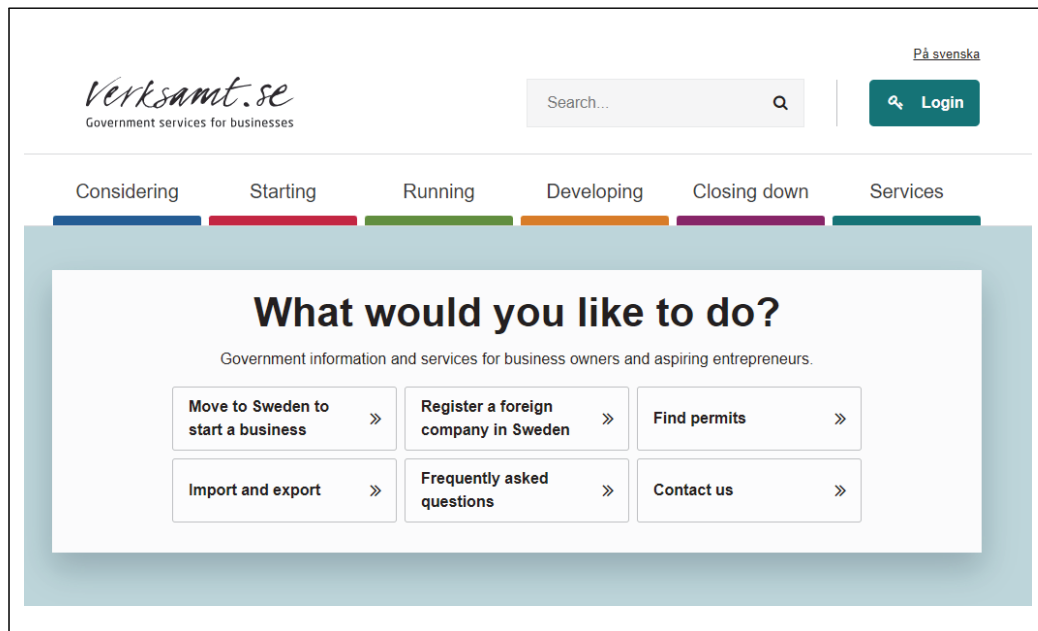 På svenska
Verksamt.se
Government services for businesses
Search...
Login
Considering
Starting
Running
Developing
Closing down
Services
What would you like to do?
Government information and services for business owners and aspiring entrepreneurs.
Move to Sweden to
start a business
Register a foreign
company in Sweden
Find permits
Import and export
Frequently asked
questions
Contact us